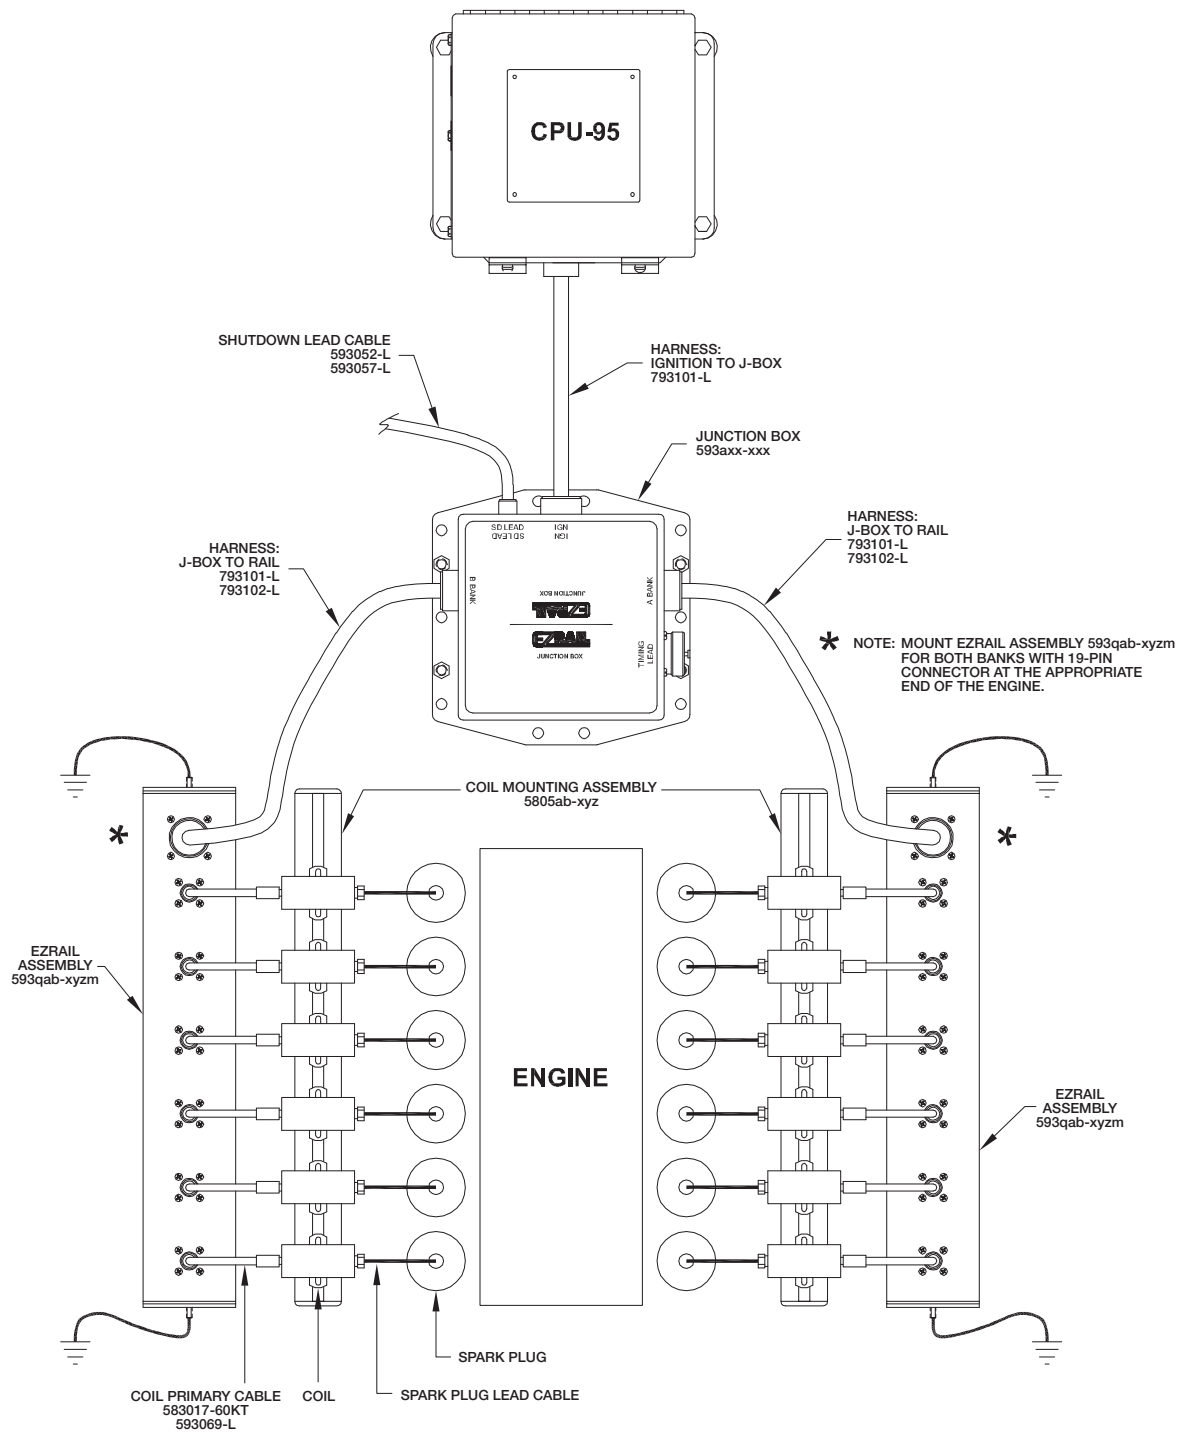 CPU-95
SHUTDOWN LEAD CABLE
593052-L
593057-L
HARNESS:
IGNITION TO J-BOX
793101-L
JUNCTION BOX
593axx-xxx
HARNESS:
J-BOX TO RAIL
793101-L
793102-L
HARNESS:
J-BOX TO RAIL
793101-L
793102-L
SD LEAD
SD LEAD
IGN
IGN
B BANK
A BANK
JUNCTION BOX
EZRAIL
EZRAIL
JUNCTION BOX
TIMING
LEAD
* NOTE: MOUNT EZRAIL ASSEMBLY 593qab-xyzm
FOR BOTH BANKS WITH 19-PIN
CONNECTOR AT THE APPROPRIATE
END OF THE ENGINE.
COIL MOUNTING ASSEMBLY
5805ab-xyz
*
*
EZRAIL
ASSEMBLY
593qab-xyzm
ENGINE
EZRAIL
ASSEMBLY
593qab-xyzm
SPARK PLUG
COIL PRIMARY CABLE
583017-60KT
593069-L
COIL
SPARK PLUG LEAD CABLE